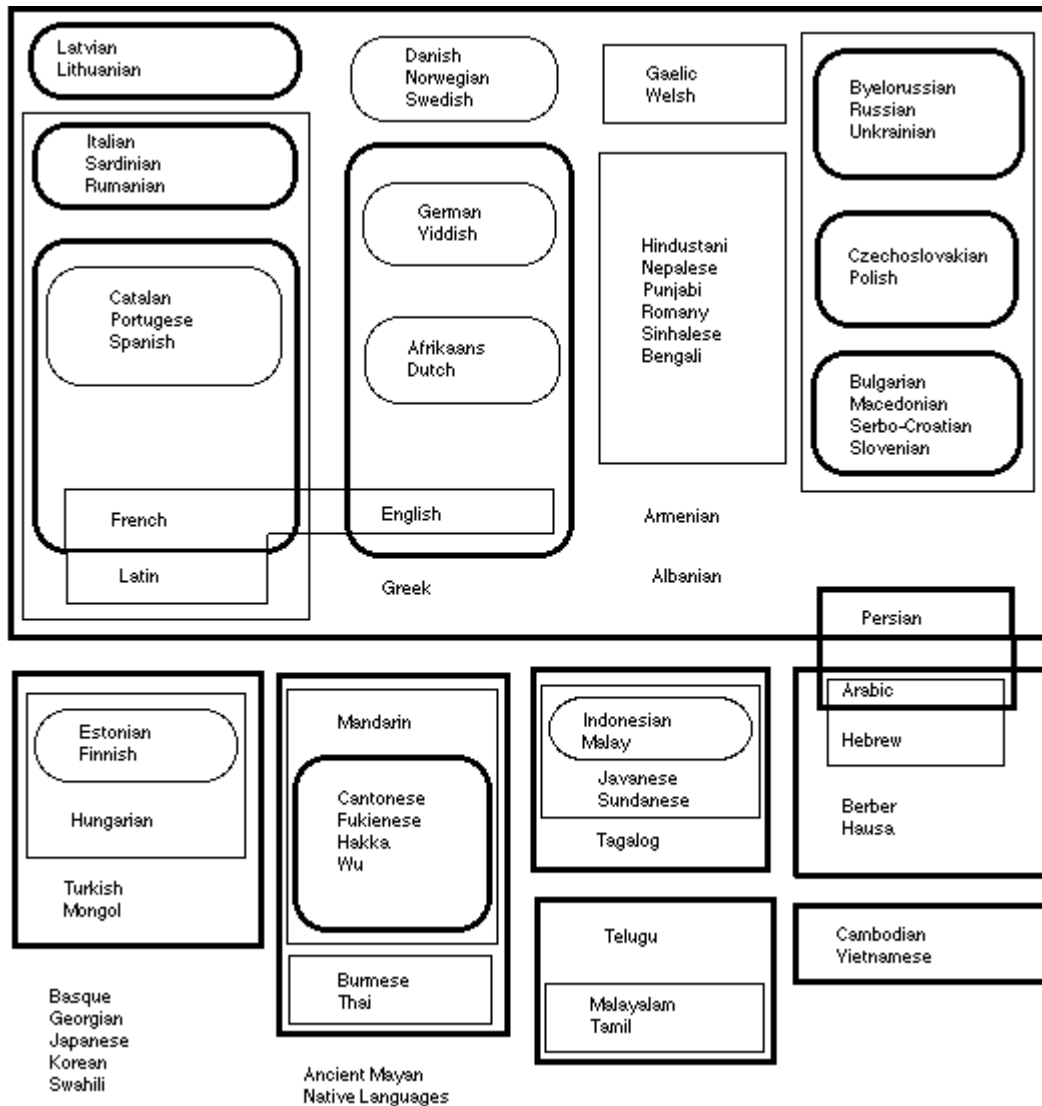 Latvian
Lithuanian
Danish
Norwegian
Swedish
Gaelic
Welsh
Byelorussian
Russian
Unkrainian
Italian
Sardinian
Rumanian
German
Yiddish
Hindustani
Nepalese
Punjabi
Romany
Sinhalese
Bengali
Czechoslovakian
Polish
Catalan
Portugese
Spanish
Afrikaans
Dutch
Bulgarian
Macedonian
Serbo-Croatian
Slovenian
French
English
Armenian
Latin
Greek
Albanian
Persian
Estonian
Finnish
Hungarian
Turkish
Mongol
Mandarin
Cantonese
Fukienese
Hakka
Wu
Burmese
Thai
Indonesian
Malay
Javanese
Sundanese
Tagalog
Arabic
Hebrew
Berber
Hausa
Telugu
Malayalam
Tamil
Cambodian
Vietnamese
Basque
Georgian
Japanese
Korean
Swahili
Ancient Mayan
Native Languages